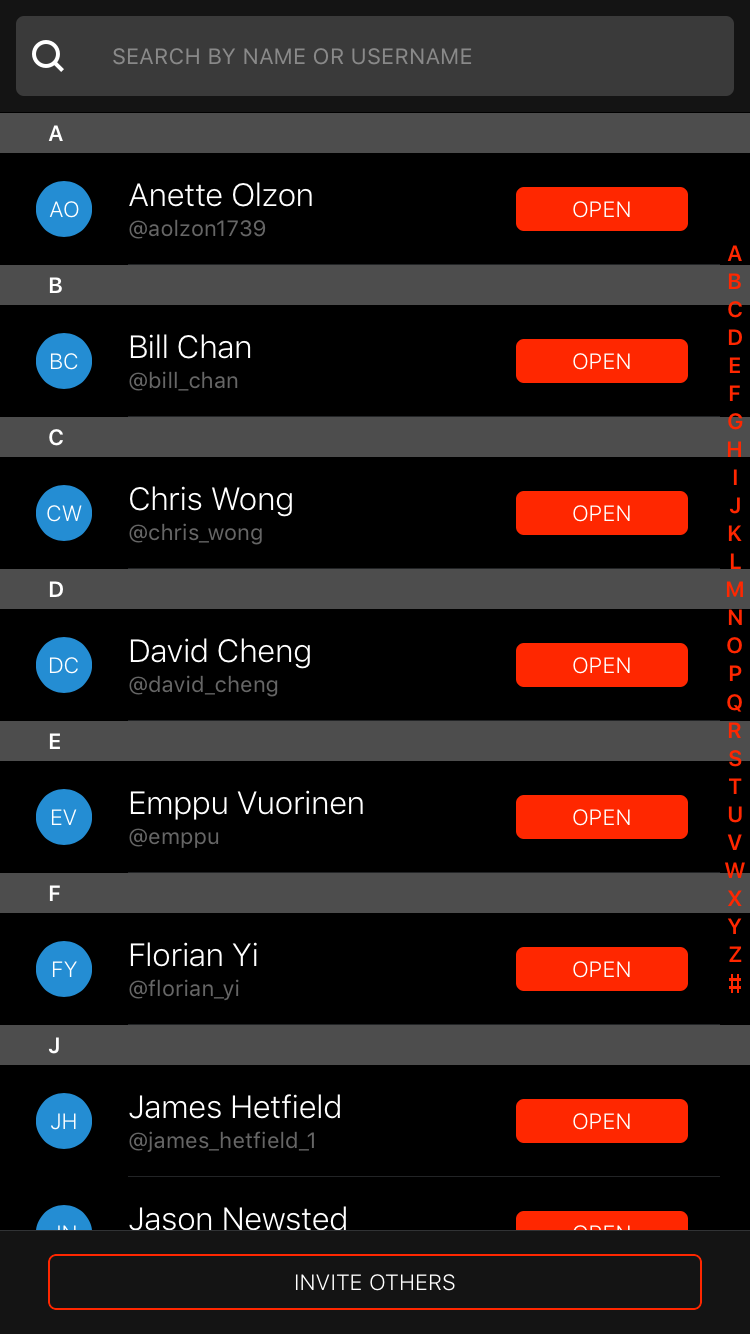 SEARCH BY NAME OR USERNAME
A
AO
Anette Olzon
@aolzon1739
OPEN
B
BC
Bill Chan
@bill_chan
OPEN
C
CW
Chris Wong
@chris_wong
OPEN
D
DC
David Cheng
@david_cheng
OPEN
E
EV
Emppu Vuorinen
@emppu
OPEN
F
FY
Florian Yi
@florian_yi
OPEN
J
JH
James Hetfield
@james_hetfield_1
OPEN
JN
Jason Newsted
OPEN
A
B
C
D
E
F
G
H
I
J
K
L
M
N
O
P
Q
R
S
T
U
V
W
X
Y
Z
#
INVITE OTHERS